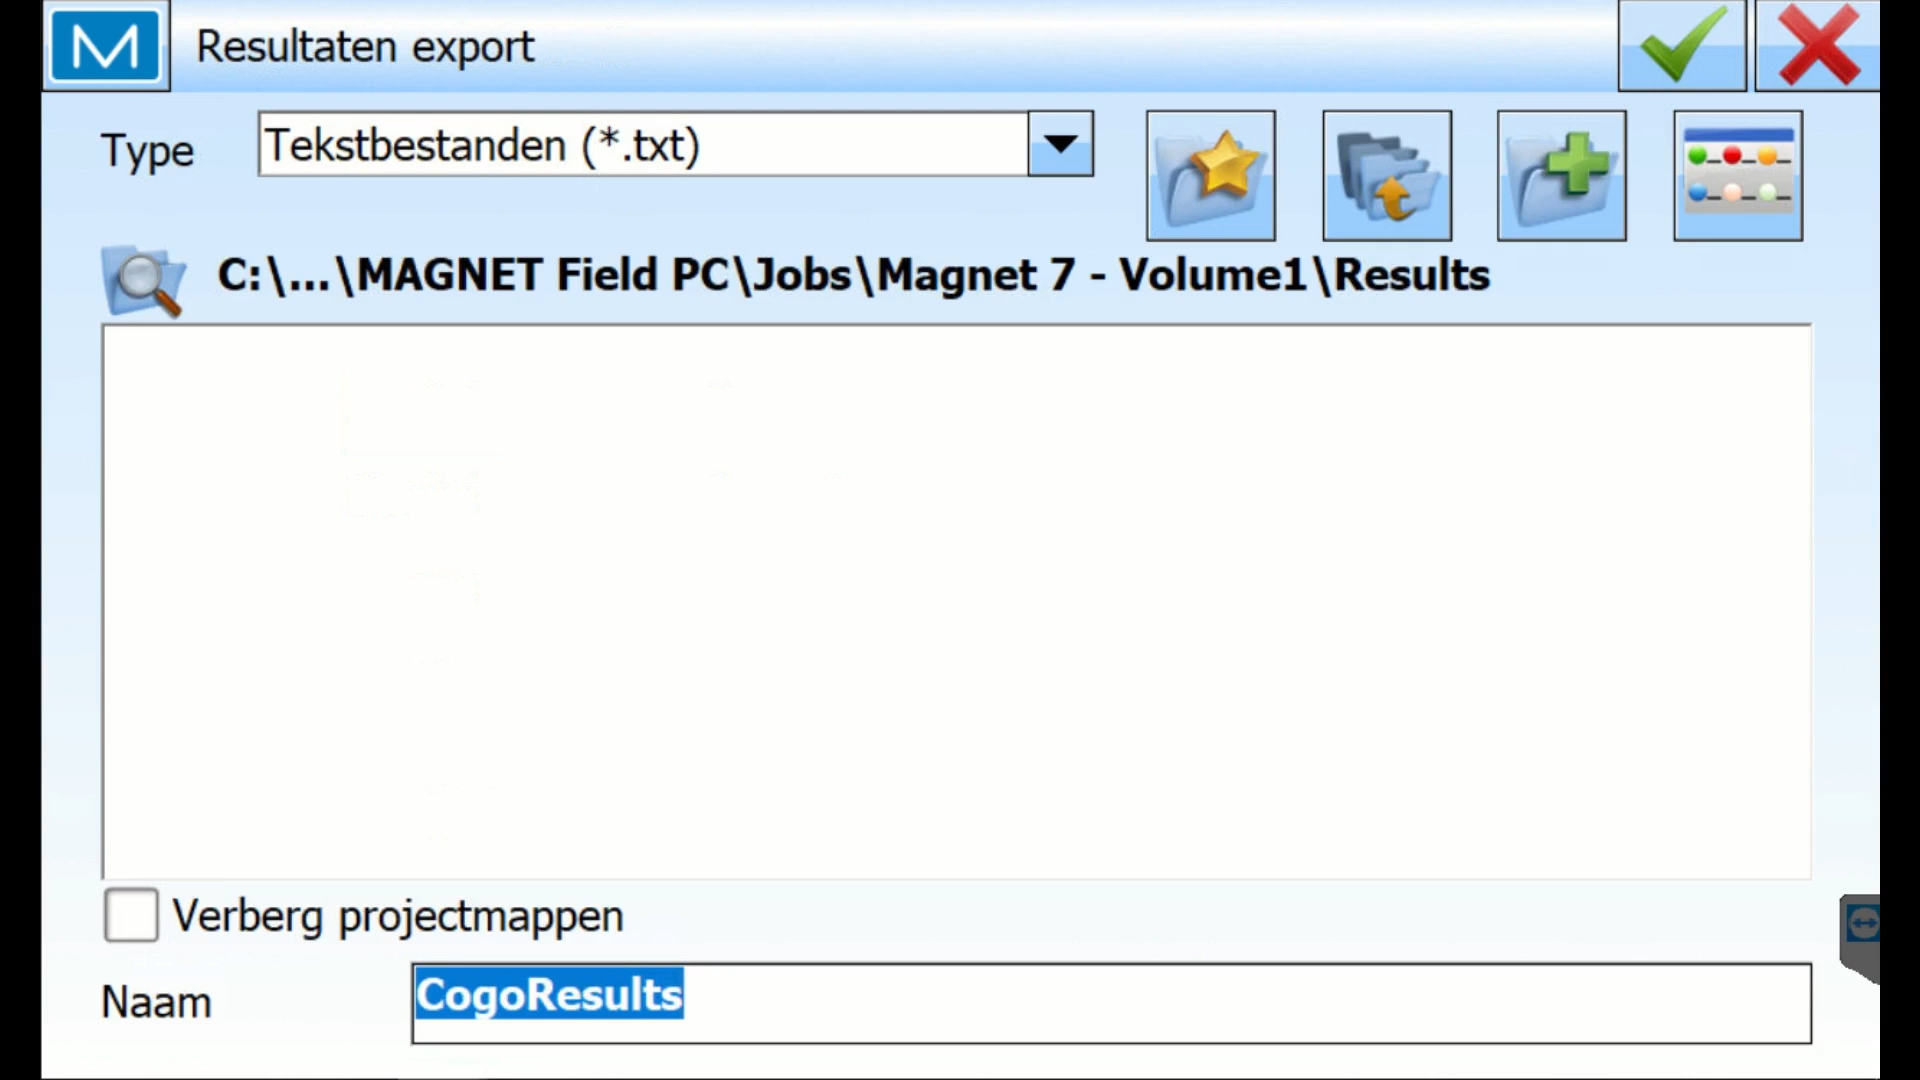 M Resultaten export
Type Tekstbestanden (*.txt)
C:\...\MAGNET Field PC\Jobs\Magnet 7 - Volume1\Results
Verberg projectmappen
Naam CogoResults